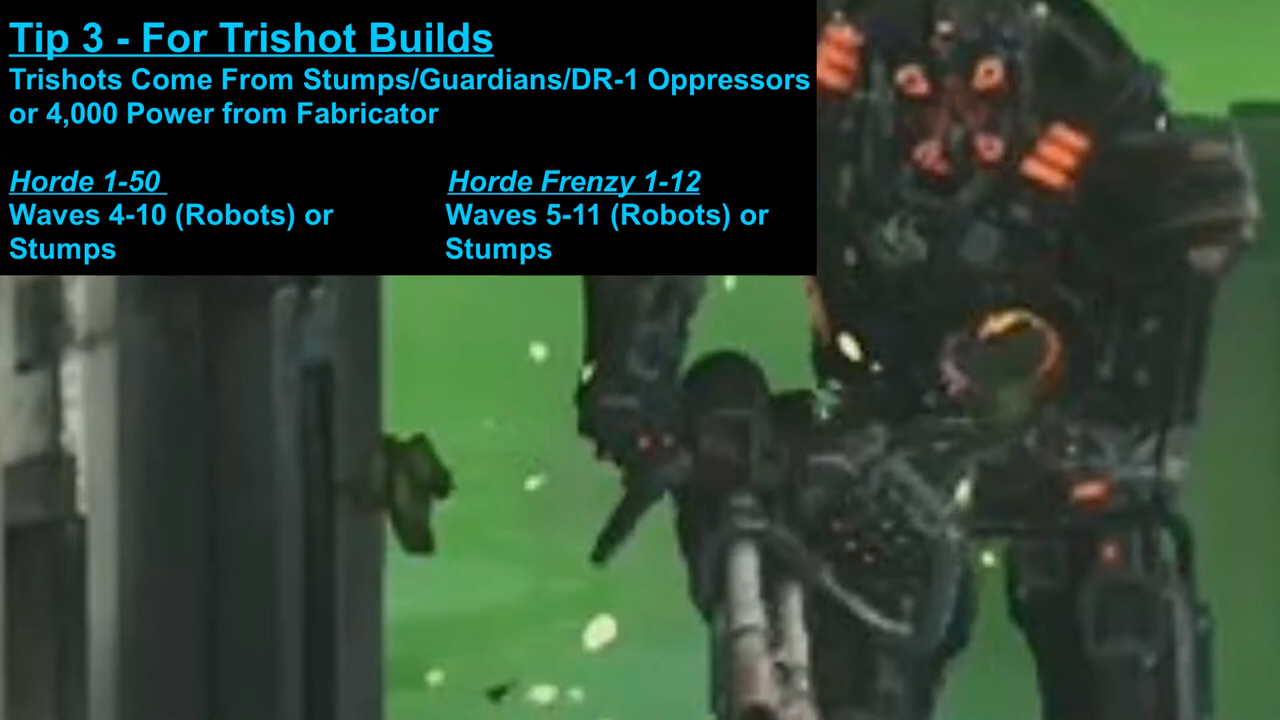 Tip 3 - For Trishot Builds
Trishots Come From Stumps/Guardians/DR-1 Oppressors
or 4,000 Power from Fabricator
Horde 1-50
Waves 4-10 (Robots) or
Stumps
Horde Frenzy 1-12
Waves 5-11 (Robots) or
Stumps